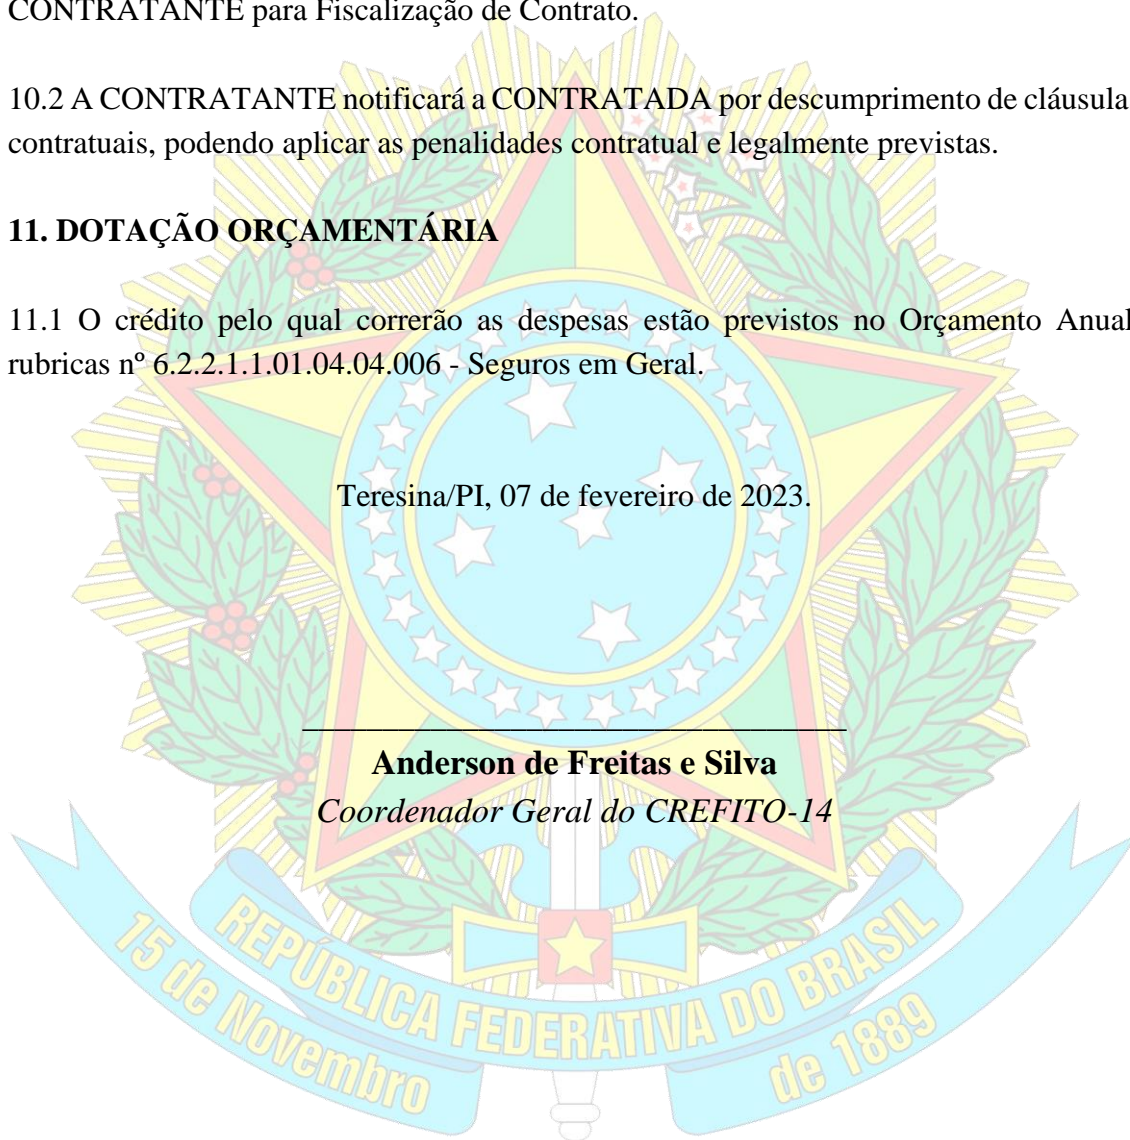 CONTRATANTE para Fiscalização de Contrato.
10.2 A CONTRATANTE notificará a CONTRATADA por descumprimento de cláusula
contratuais, podendo aplicar as penalidades contratual e legalmente previstas.
11. DOTAÇÃO ORÇAMENTÁRIA
11.1 O crédito pelo qual correrão as despesas estão previstos no Orçamento Anual
rubricas nº 6.2.2.1.1.01.04.04.006 - Seguros em Geral.
Teresina/PI, 07 de fevereiro de 2023.
Anderson de Freitas e Silva
Coordenador Geral do CREFITO-14
REPÚBLICA FEDERATIVA DO BRASIL
15 de Novembro de 1889